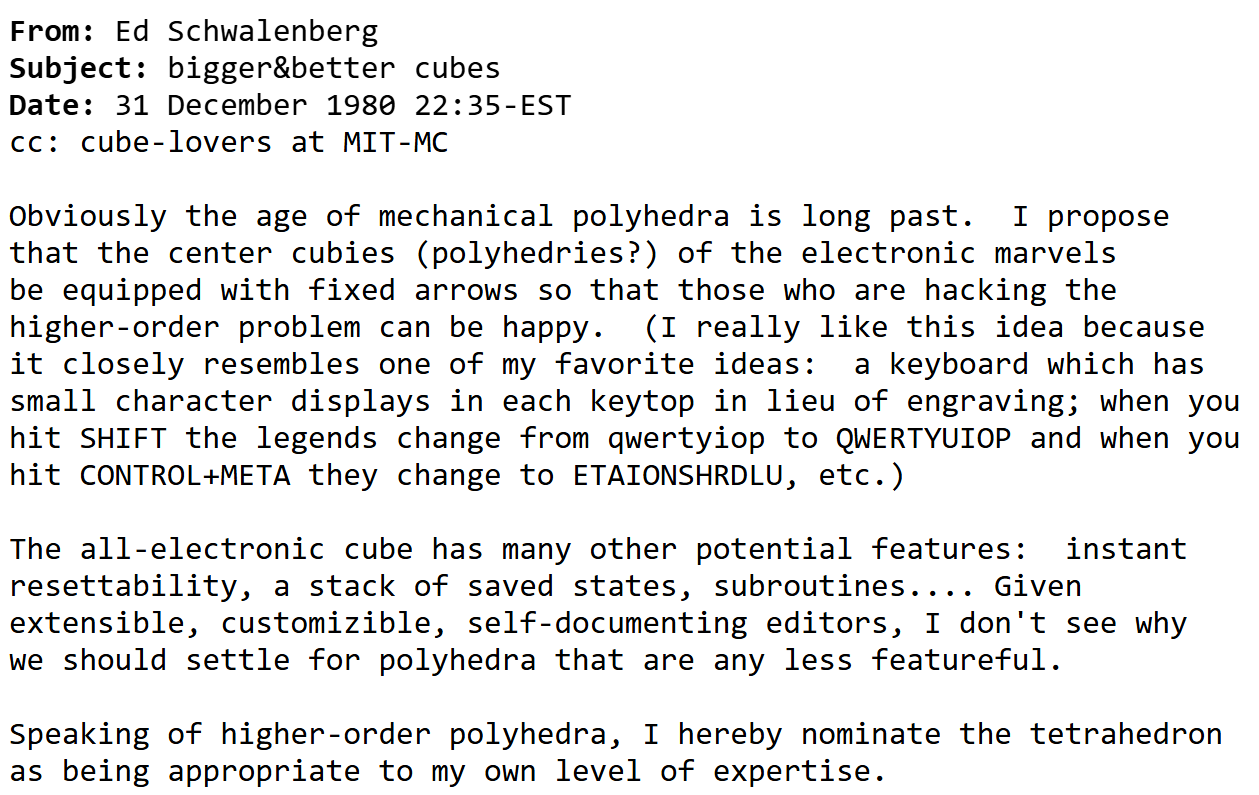 From: Ed Schwalenberg
Subject: bigger&better cubes
Date: 31 December 1980 22:35-EST
cc: cube-lovers at MIT-MC

Obviously the age of mechanical polyhedra is long past.  I propose
that the center cubies (polyhedries?) of the electronic marvels
be equipped with fixed arrows so that those who are hacking the
higher-order problem can be happy.  (I really like this idea because
it closely resembles one of my favorite ideas:  a keyboard which has
small character displays in each keytop in lieu of engraving; when you
hit SHIFT the legends change from qwertyiop to QWERTYUIOP and when you
hit CONTROL+META they change to ETAIONSHRDLU, etc.)

The all-electronic cube has many other potential features:  instant
resettability, a stack of saved states, subroutines.... Given
extensible, customizible, self-documenting editors, I don't see why
we should settle for polyhedra that are any less featureful.

Speaking of higher-order polyhedra, I hereby nominate the tetrahedron
as being appropriate to my own level of expertise.